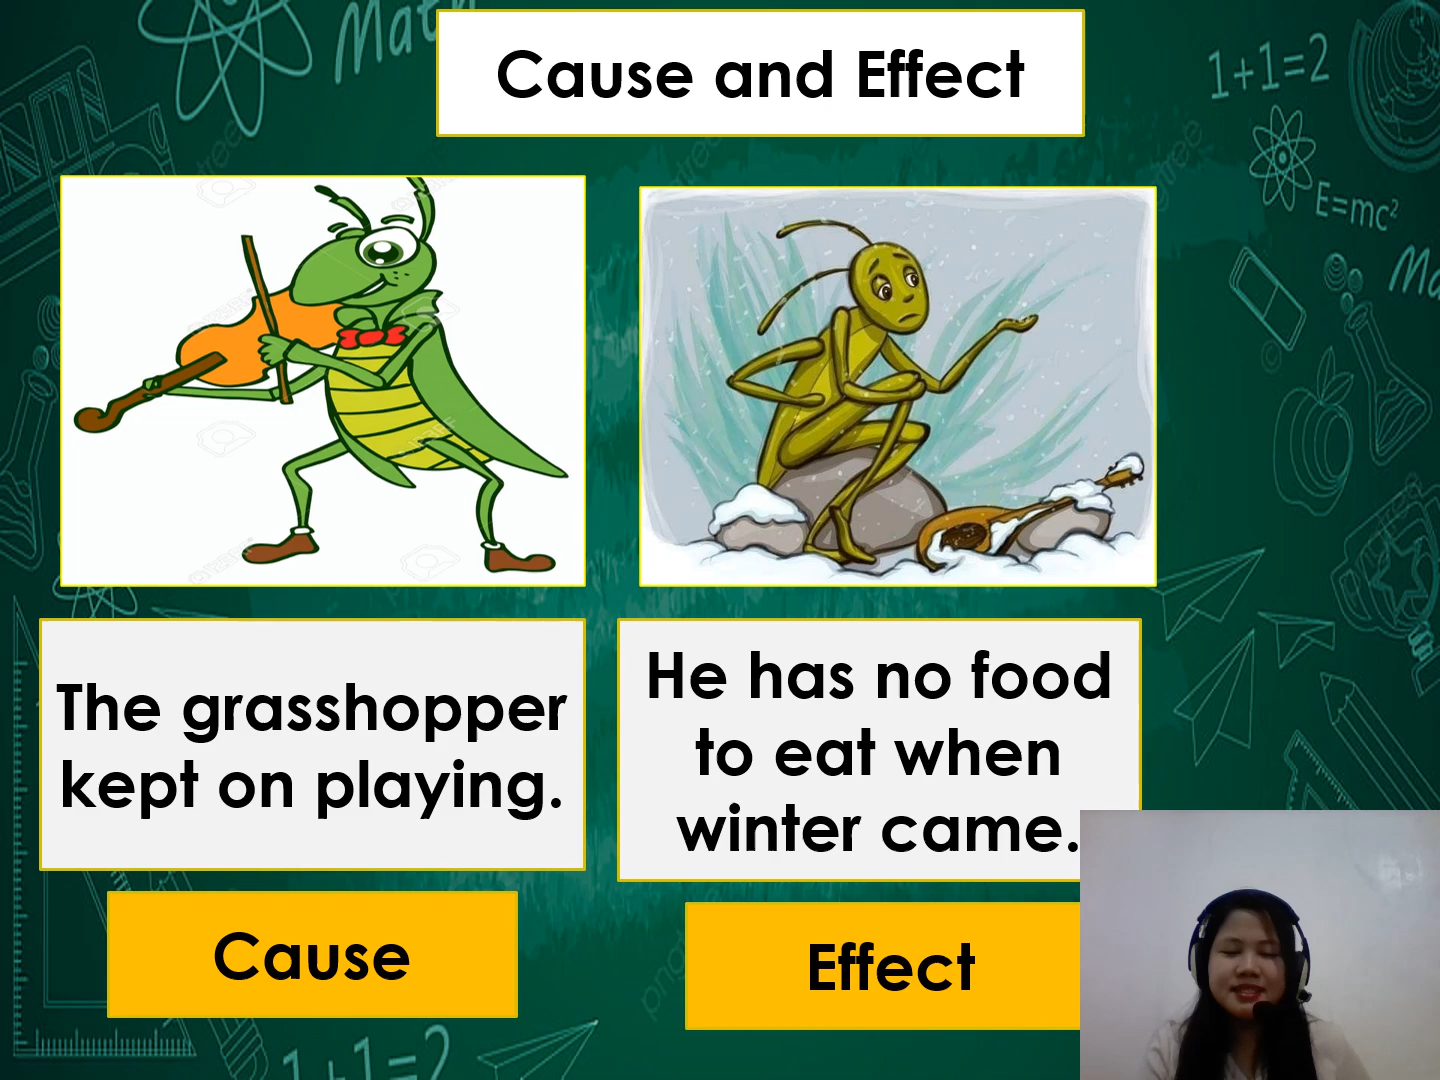 Math
Cause and Effect
1+1=2
E=mc²
The grasshopper
kept on playing.
He has no food
to eat when
winter came.
Cause
Effect
1+1=2